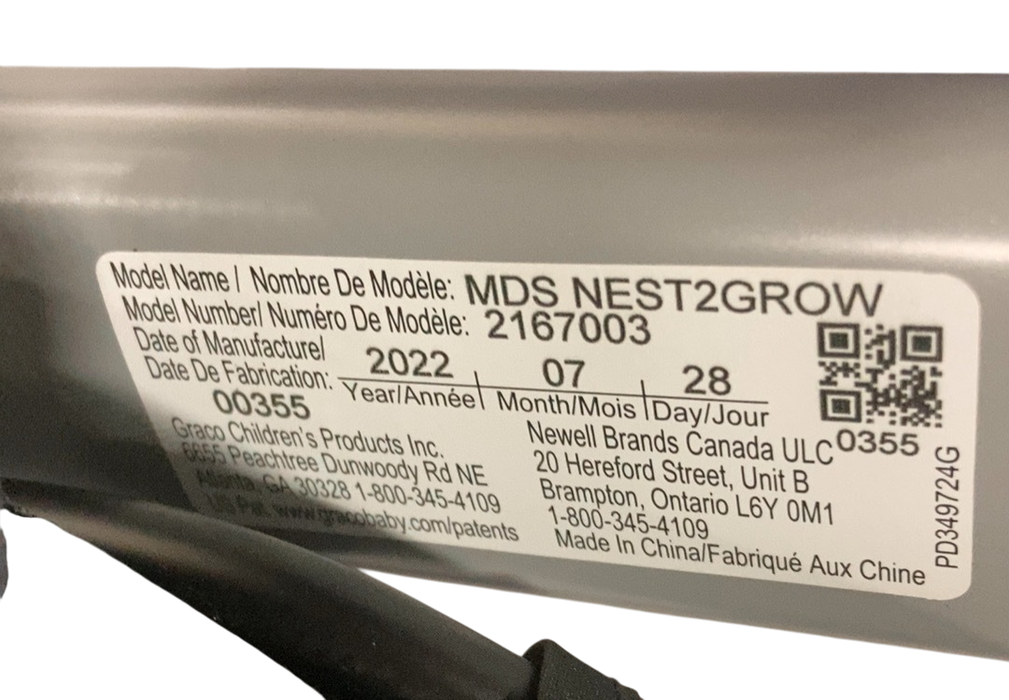 Model Name / Nombre De Modèle: MDS NEST2GROW
Model Number/ Numéro De Modèle: 2167003
Date of Manufacture/
Date De Fabrication:
2022 07 28
Year/Année Month/Mois Day/Jour
00355
Graco Children's Products Inc.
6655 Peachtree Dunwoody Rd NE
Atlanta, GA 30328 1-800-345-4109
US Pat. www.gracobaby.com/patents
Newell Brands Canada ULC
20 Hereford Street, Unit B
Brampton, Ontario L6Y 0M1
1-800-345-4109
Made In China/Fabriqué Aux Chine
0355
PD349724G